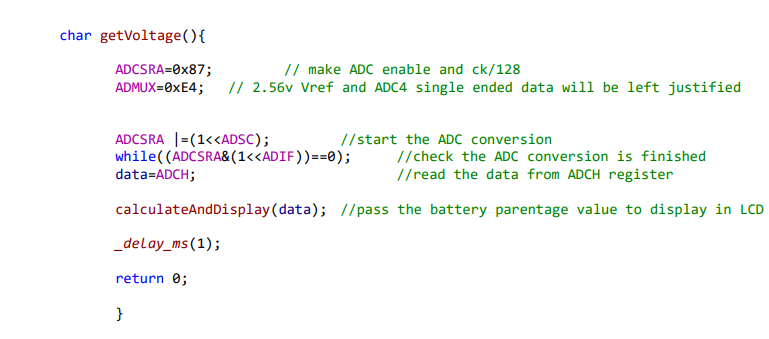 char getVoltage(){
ADCSRA=0x87; // make ADC enable and ck/128
ADMUX=0xE4; // 2.56v Vref and ADC4 single ended data will be left justified
ADCSRA |=(1<<ADSC); //start the ADC conversion
while((ADCSRA&(1<<ADIF))==0); //check the ADC conversion is finished
data=ADCH; //read the data from ADCH register
calculateAndDisplay(data); //pass the battery parentage value to display in LCD
_delay_ms(1);
return 0;
}